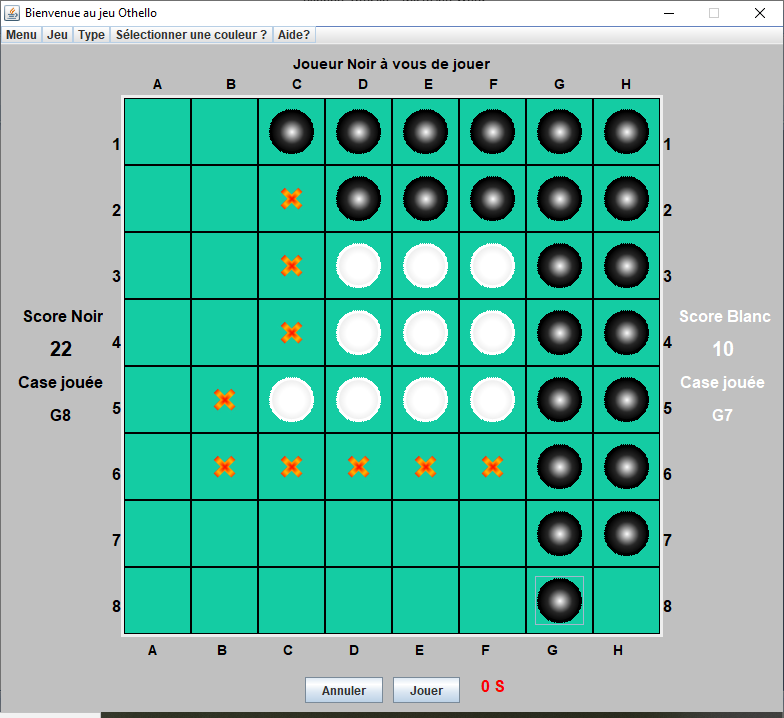 Bienvenue au jeu Othello
Menu Jeu Type Sélectionner une couleur ? Aide?
Joueur Noir à vous de jouer
A B C D E F G H
1 1
2 2
3 3
Score Noir Score Blanc
4 4
22 10
Case jouée Case jouée
5 5
G8 G7
6 6
7 7
8 8
A B C D E F G H
Annuler Jouer 0 S